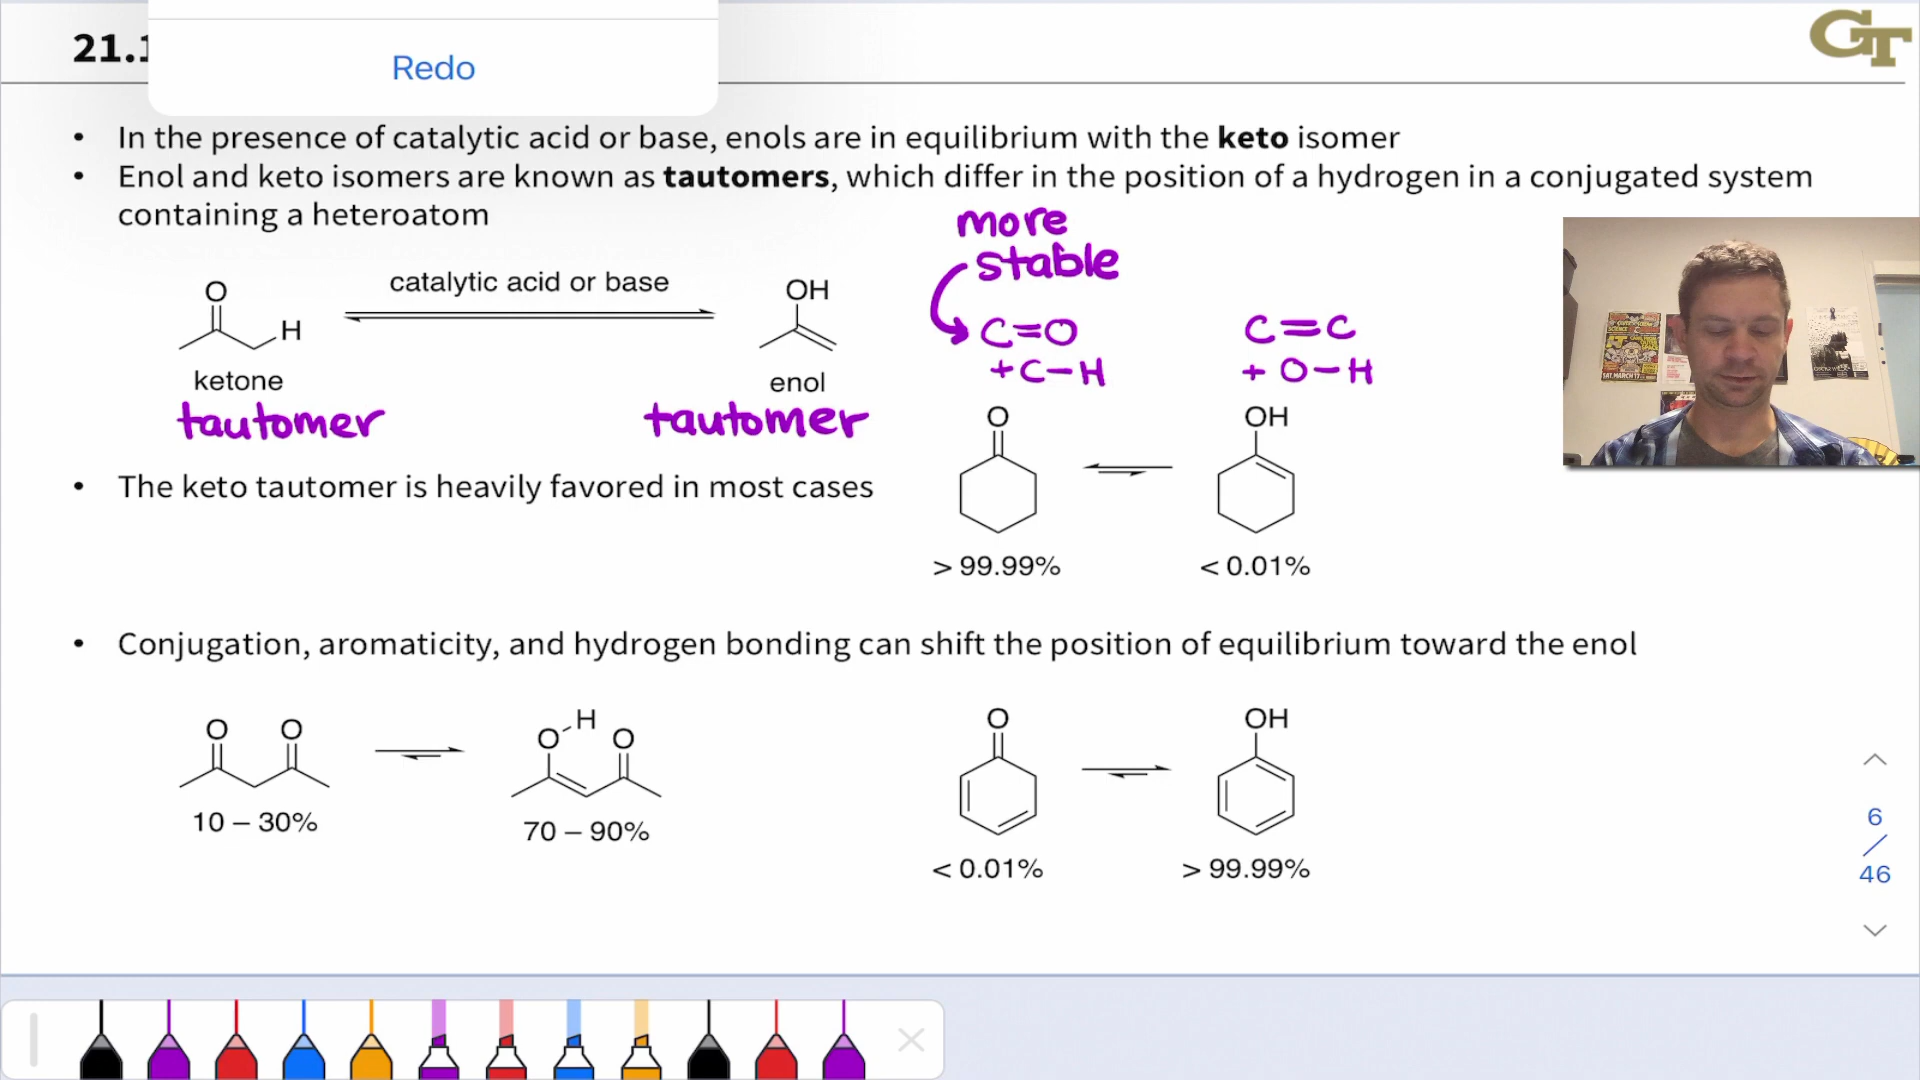 21.1
Redo
GT
• In the presence of catalytic acid or base, enols are in equilibrium with the keto isomer
• Enol and keto isomers are known as tautomers, which differ in the position of a hydrogen in a conjugated system
containing a heteroatom
more
stable
O
H
catalytic acid or base
OH
C=O
+C–H
C=C
+ O–H
ketone
enol
tautomer
tautomer
O
OH
• The keto tautomer is heavily favored in most cases
> 99.99%
< 0.01%
• Conjugation, aromaticity, and hydrogen bonding can shift the position of equilibrium toward the enol
O
O
H
O
O
O
OH
10 – 30%
70 – 90%
< 0.01%
> 99.99%
6
/
46
SAT. MARCH 17